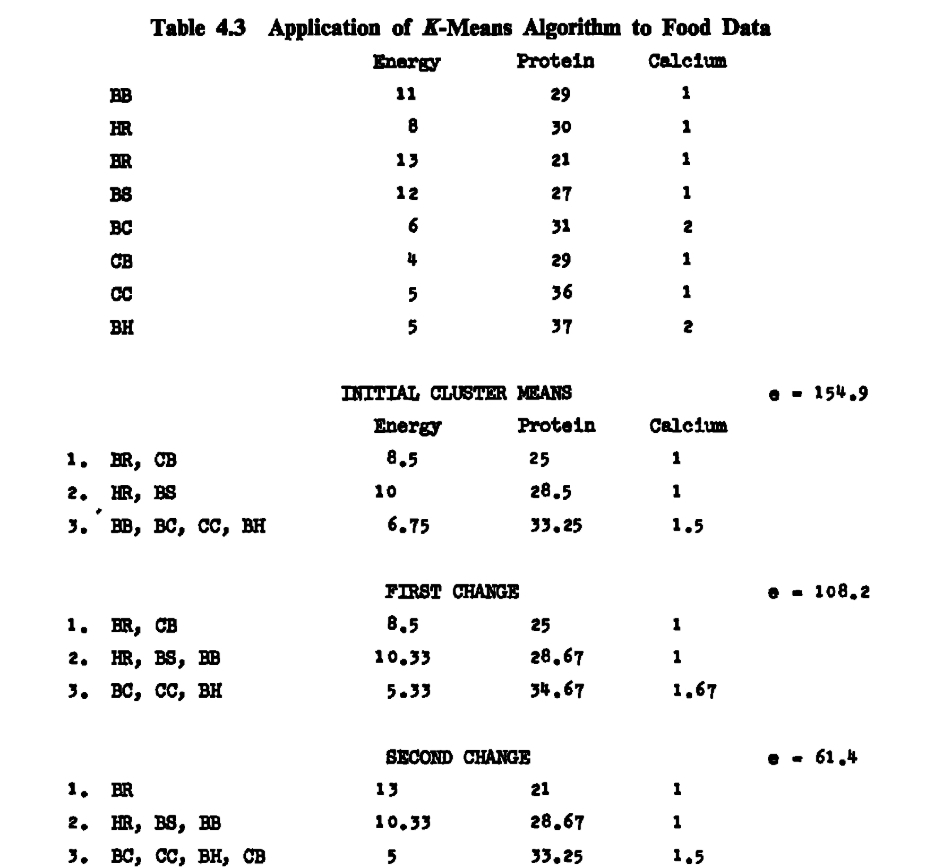 Table 4.3 Application of K-Means Algorithm to Food Data
Energy Protein Calcium
BB 11 29 1
HR 8 30 1
BR 13 21 1
BS 12 27 1
BC 6 31 2
CB 4 29 1
CC 5 36 1
BH 5 37 2
INITIAL CLUSTER MEANS e = 154.9
Energy Protein Calcium
1. BR, CB 8.5 25 1
2. HR, BS 10 28.5 1
3. BB, BC, CC, BH 6.75 33.25 1.5
FIRST CHANGE e = 108.2
1. BR, CB 8.5 25 1
2. HR, BS, BB 10.33 28.67 1
3. BC, CC, BH 5.33 34.67 1.67
SECOND CHANGE e = 61.4
1. BR 13 21 1
2. HR, BS, BB 10.33 28.67 1
3. BC, CC, BH, CB 5 33.25 1.5